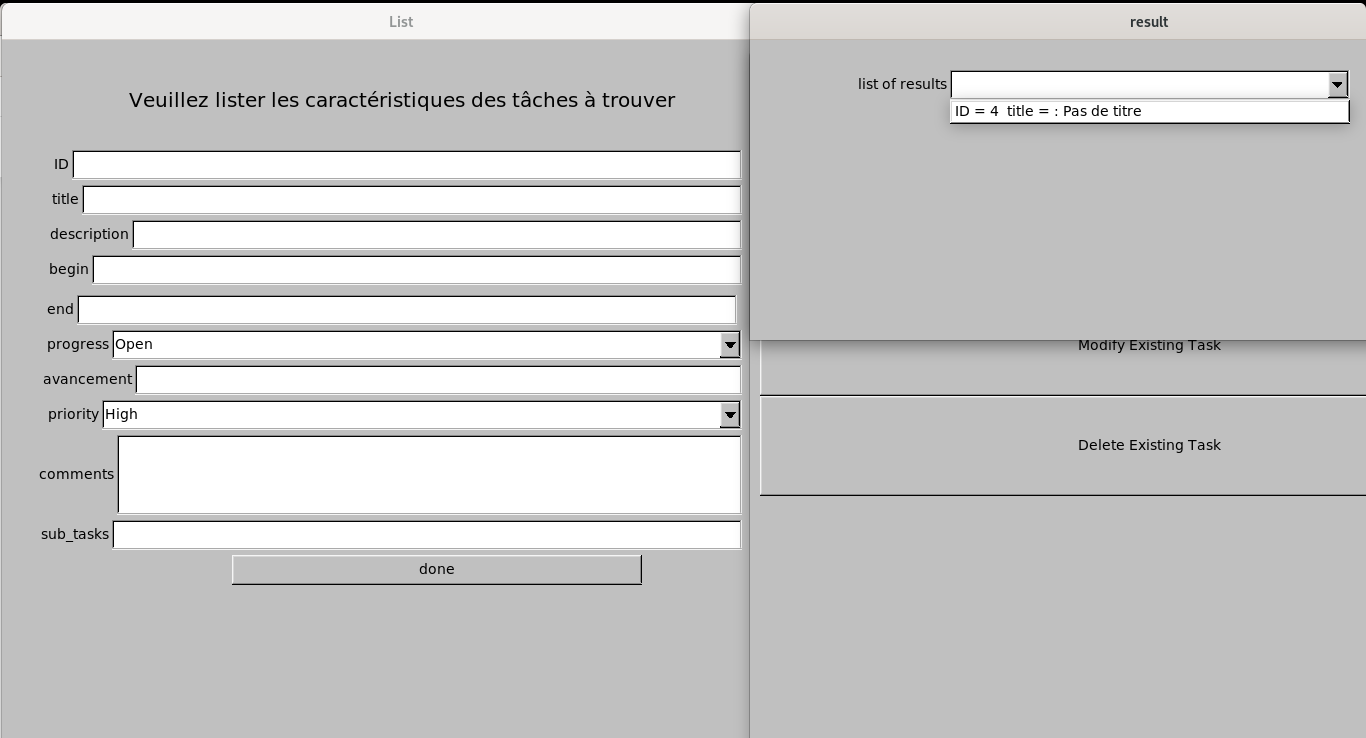 List
Veuillez lister les caractéristiques des tâches à trouver
ID
title
description
begin
end
progress Open
avancement
priority High
comments
sub_tasks
done
result
list of results
ID = 4 title = : Pas de titre
Modify Existing Task
Delete Existing Task